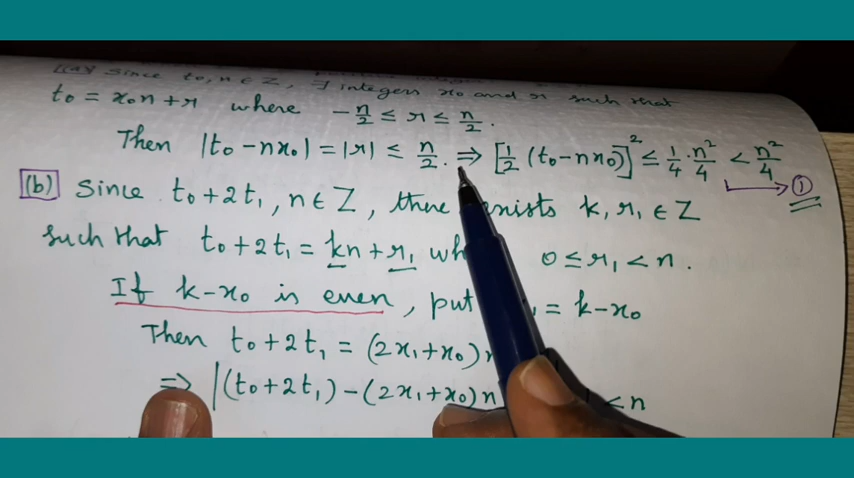 (a) Since t₀, n ∈ Z, ∃ integers x₀ and r such that
t₀ = x₀n + r where -n/2 ≤ r ≤ n/2.
Then |t₀ - nx₀| = |r| ≤ n/2. ⇒ [1/2 (t₀ - nx₀)]² ≤ 1/4 · n²/4 < n²/4 → ①
(b) Since t₀ + 2t₁, n ∈ Z, there exists k, r₁ ∈ Z
such that t₀ + 2t₁ = kn + r₁ 0 ≤ r₁ < n.
If k - x₀ is even, put = k - x₀
Then t₀ + 2t₁ = (2x₁ + x₀)
⇒ |(t₀ + 2t₁) - (2x₁ + x₀)n < n